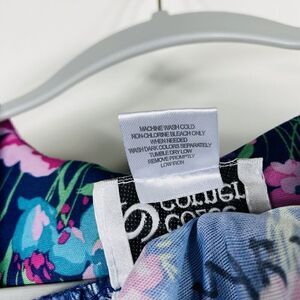 MACHINE WASH COLD
NON-CHLORINE BLEACH ONLY
WHEN NEEDED
WASH DARK COLORS SEPARATELY
TUMBLE DRY LOW
REMOVE PROMPTLY
LOW IRON
corner